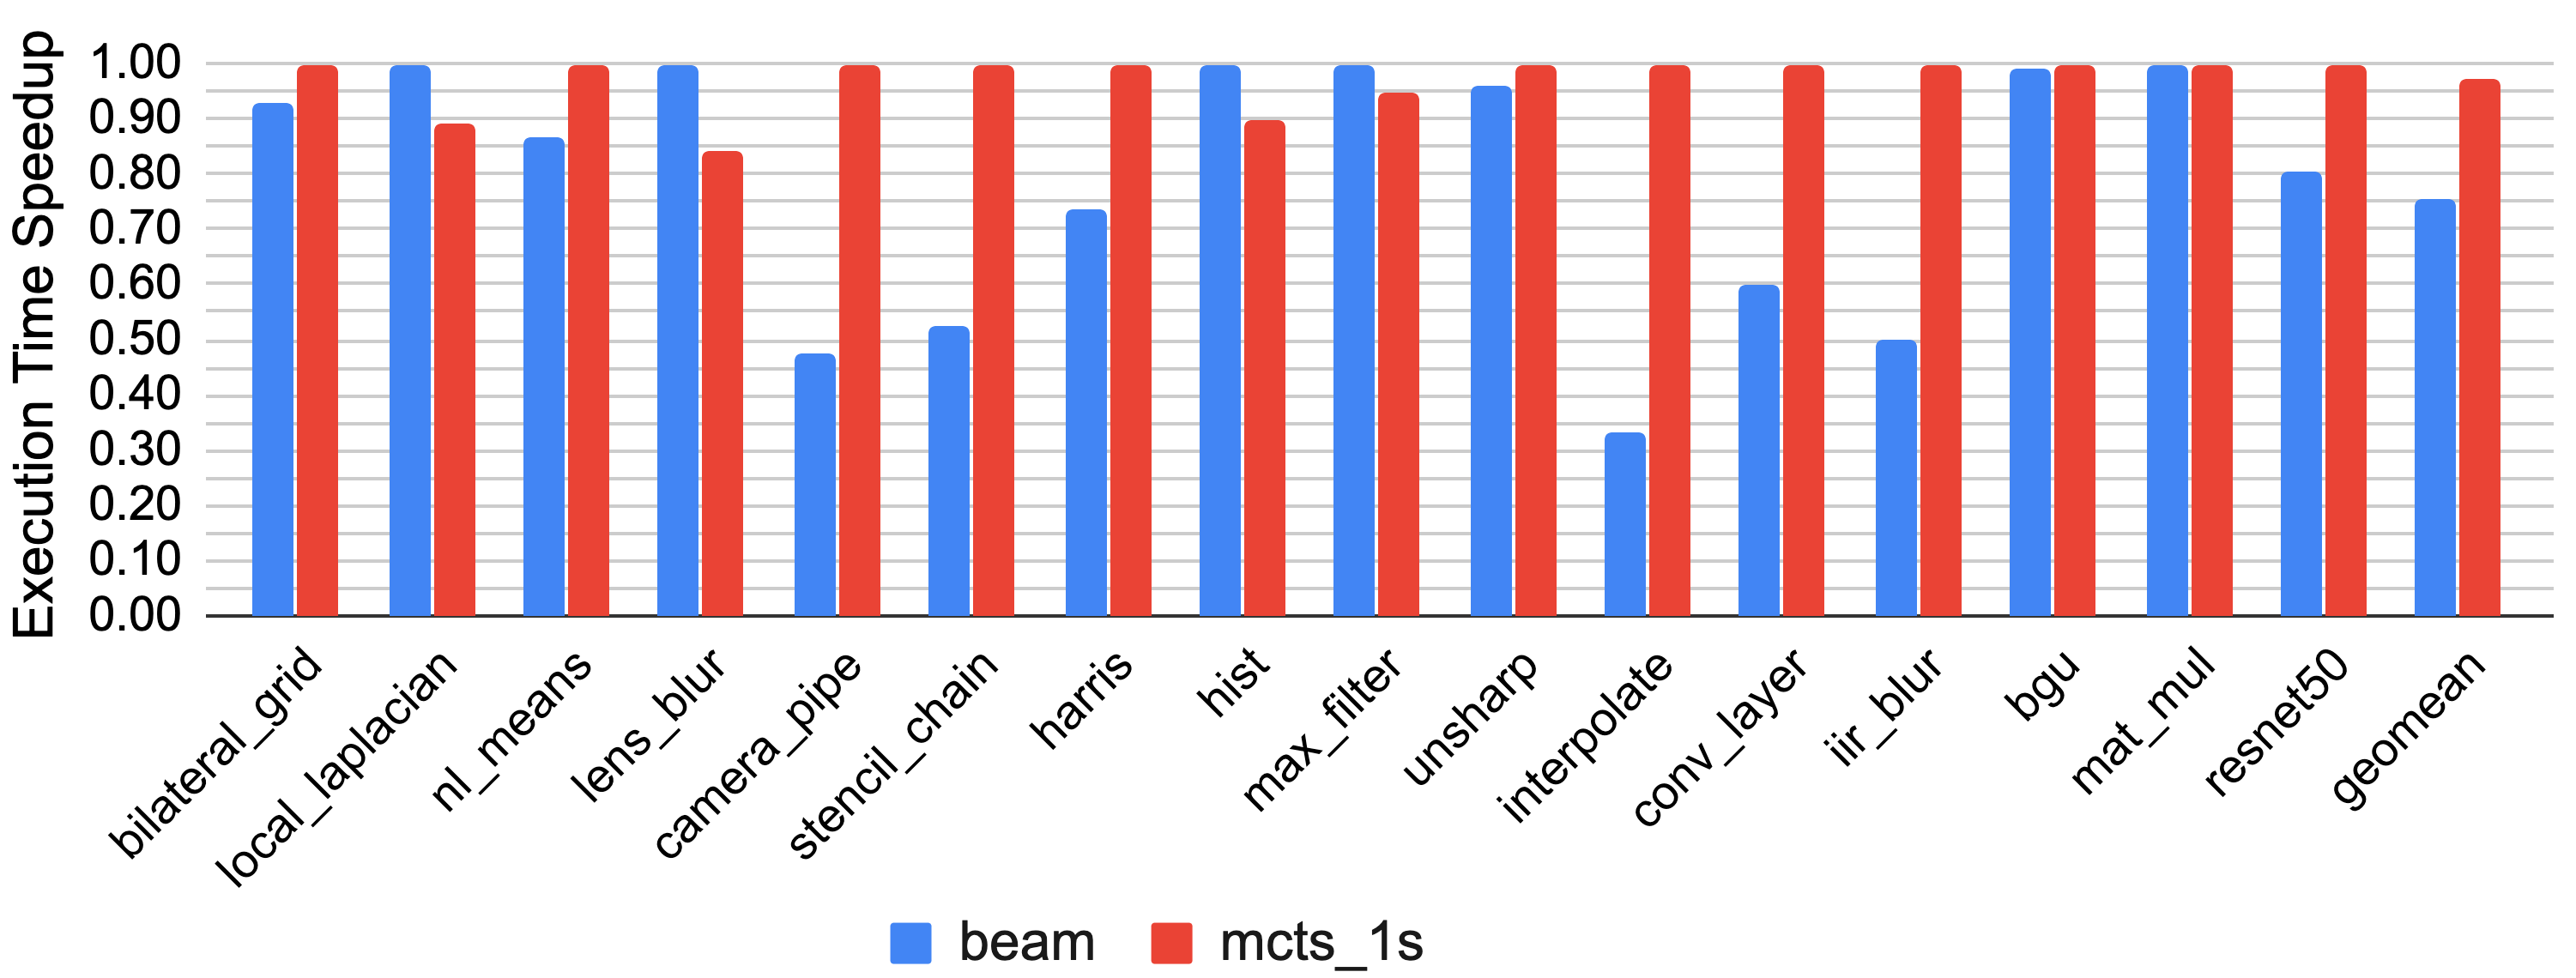 Execution Time Speedup
1.00
0.90
0.80
0.70
0.60
0.50
0.40
0.30
0.20
0.10
0.00
bilateral_grid
local_laplacian
nl_means
lens_blur
camera_pipe
stencil_chain
harris
hist
max_filter
unsharp
interpolate
conv_layer
iir_blur
bgu
mat_mul
resnet50
geomean
beam
mcts_1s